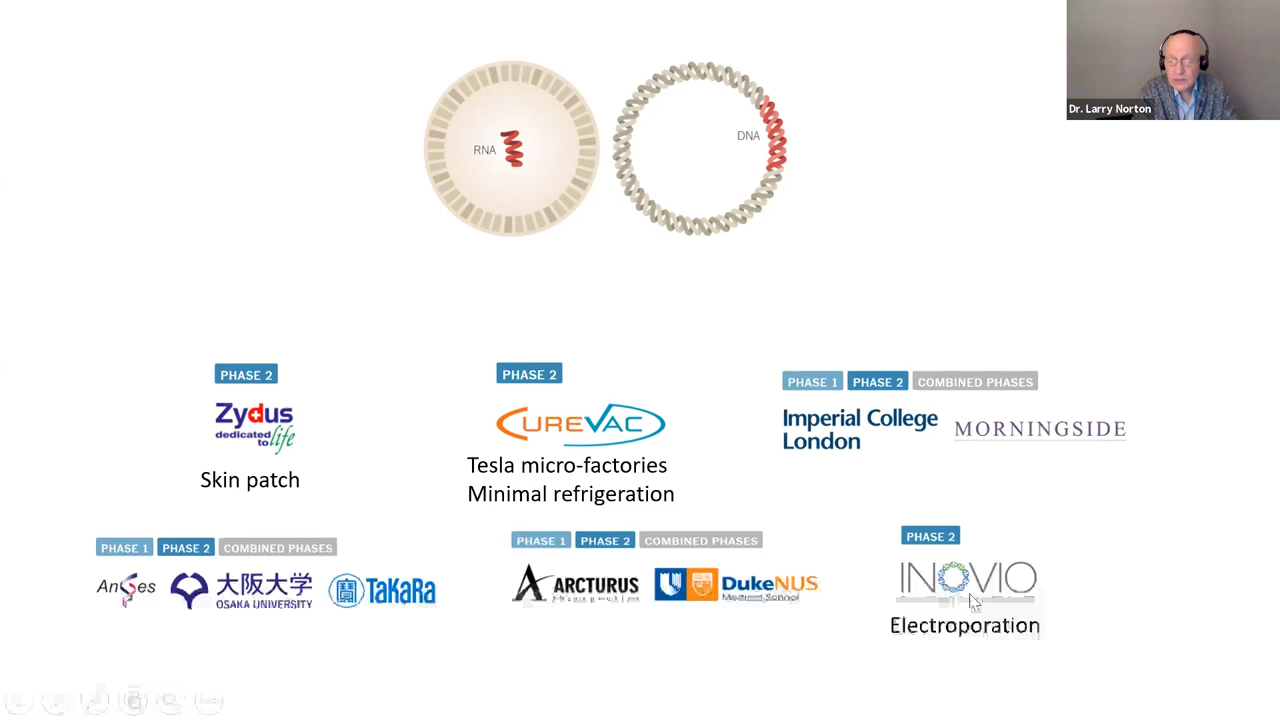 Dr. Larry Norton
RNA
DNA
PHASE 2
Zydus
dedicated
to life
Skin patch
PHASE 2
CUREVAC
Tesla micro-factories
Minimal refrigeration
PHASE 1 PHASE 2 COMBINED PHASES
Imperial College
London
MORNINGSIDE
PHASE 1 PHASE 2 COMBINED PHASES
AnGes
大阪大学
OSAKA UNIVERSITY
TaKaRa
PHASE 1 PHASE 2 COMBINED PHASES
ARCTURUS
DukeNUS
PHASE 2
INOVIO
Electroporation